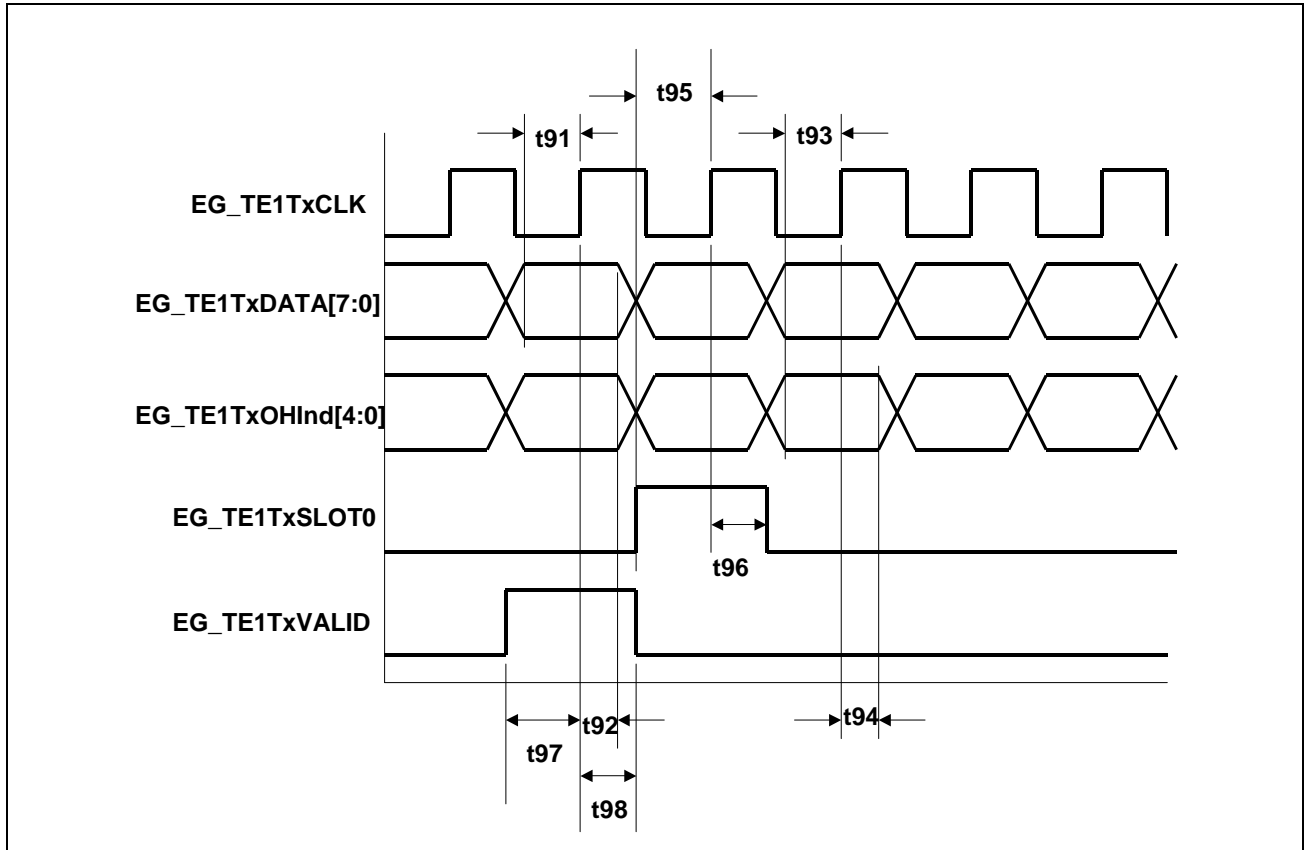 t95
t91
t93
EG_TE1TxCLK
EG_TE1TxDATA[7:0]
EG_TE1TxOHInd[4:0]
EG_TE1TxSLOT0
t96
EG_TE1TxVALID
t92
t94
t97
t98